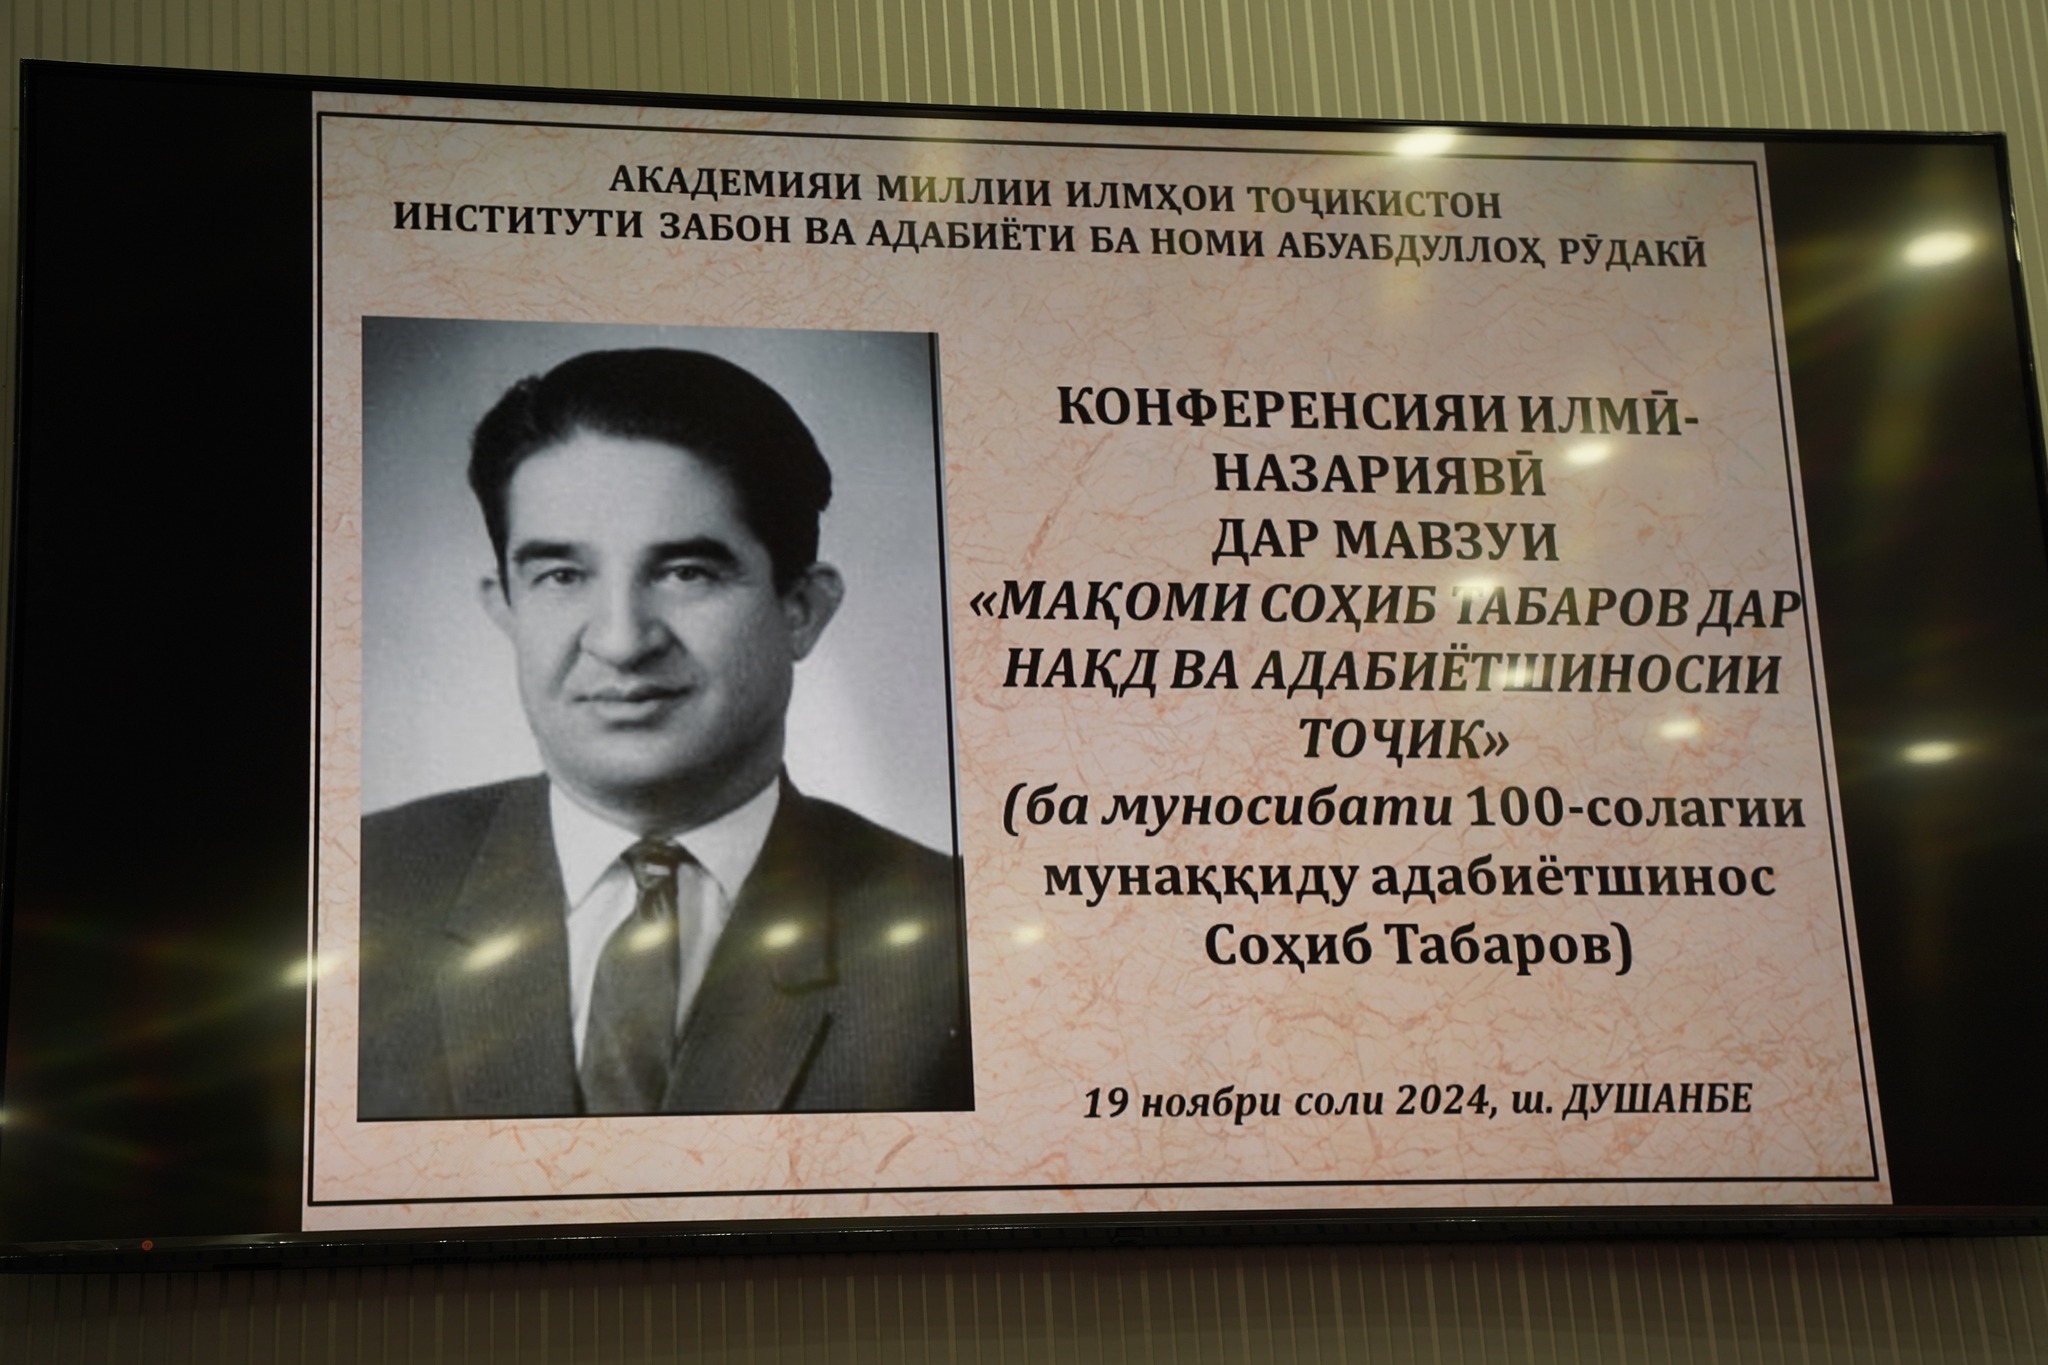 АКАДЕМИЯИ МИЛЛИИ ИЛМҲОИ ТОҶИКИСТОН
ИНСТИТУТИ ЗАБОН ВА АДАБИЁТИ БА НОМИ АБУАБДУЛЛОҲ РӮДАКӢ
КОНФЕРЕНСИЯИ ИЛМӢ-
НАЗАРИЯВӢ
ДАР МАВЗУИ
«МАҚОМИ СОҲИБ ТАБАРОВ ДАР
НАҚД ВА АДАБИЁТШИНОСИИ
ТОҶИК»
(ба муносибати 100-солагии
мунаққиду адабиётшинос
Соҳиб Табаров)
19 ноябри соли 2024, ш. ДУШАНБЕ